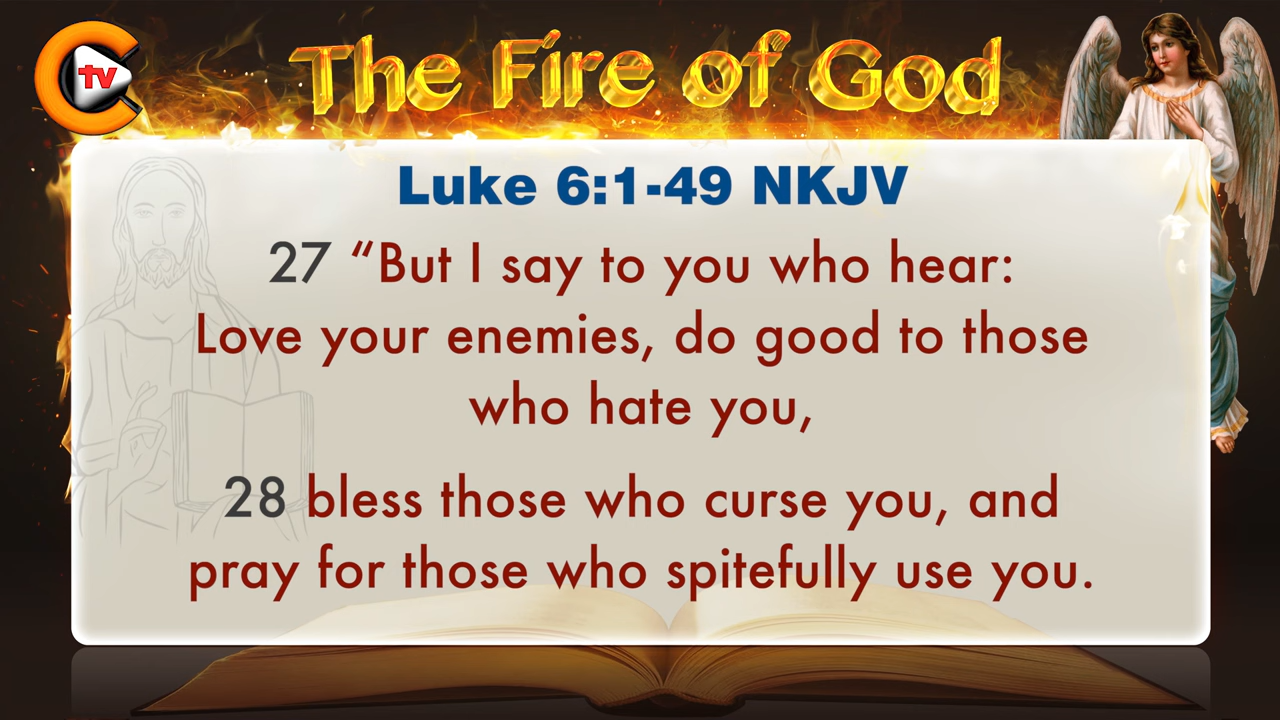 tv
The Fire of God
Luke 6:1-49 NKJV
27 “But I say to you who hear:
Love your enemies, do good to those
who hate you,
28 bless those who curse you, and
pray for those who spitefully use you.